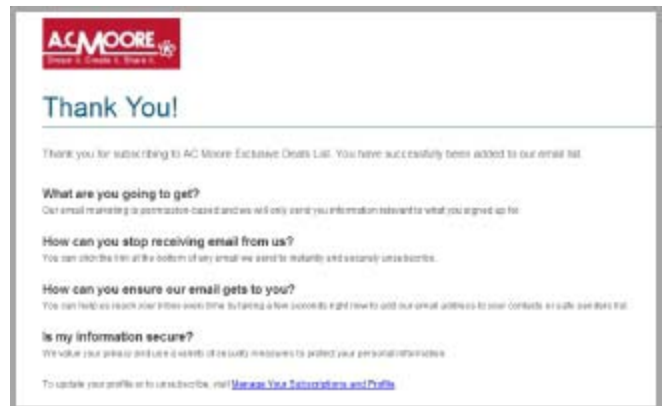 A.C. MOORE
Dream it. Create it. Share it.
Thank You!
Thank you for subscribing to AC Moore Exclusive Deals List. You have successfully been added to our email list
What are you going to get?
Our email marketing is permission-based and we will only send you information relevant to what you signed up for
How can you stop receiving email from us?
You can click the link at the bottom of any email we send to instantly and securely unsubscribe.
How can you ensure our email gets to you?
You can help us reach your inbox every time by taking a few seconds right now to add our email address to your contacts or safe senders list
Is my information secure?
We value your privacy and use a variety of security measures to protect your personal information
To update your profile or to unsubscribe, visit Manage Your Subscriptions and Profile.